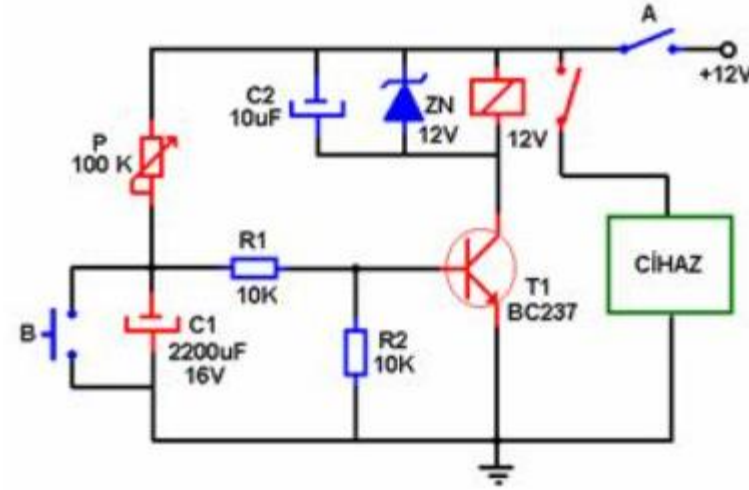 A
+12V
C2
10uF
ZN
12V
12V
P
100 K
R1
10K
CİHAZ
T1
BC237
B
C1
2200uF
16V
R2
10K